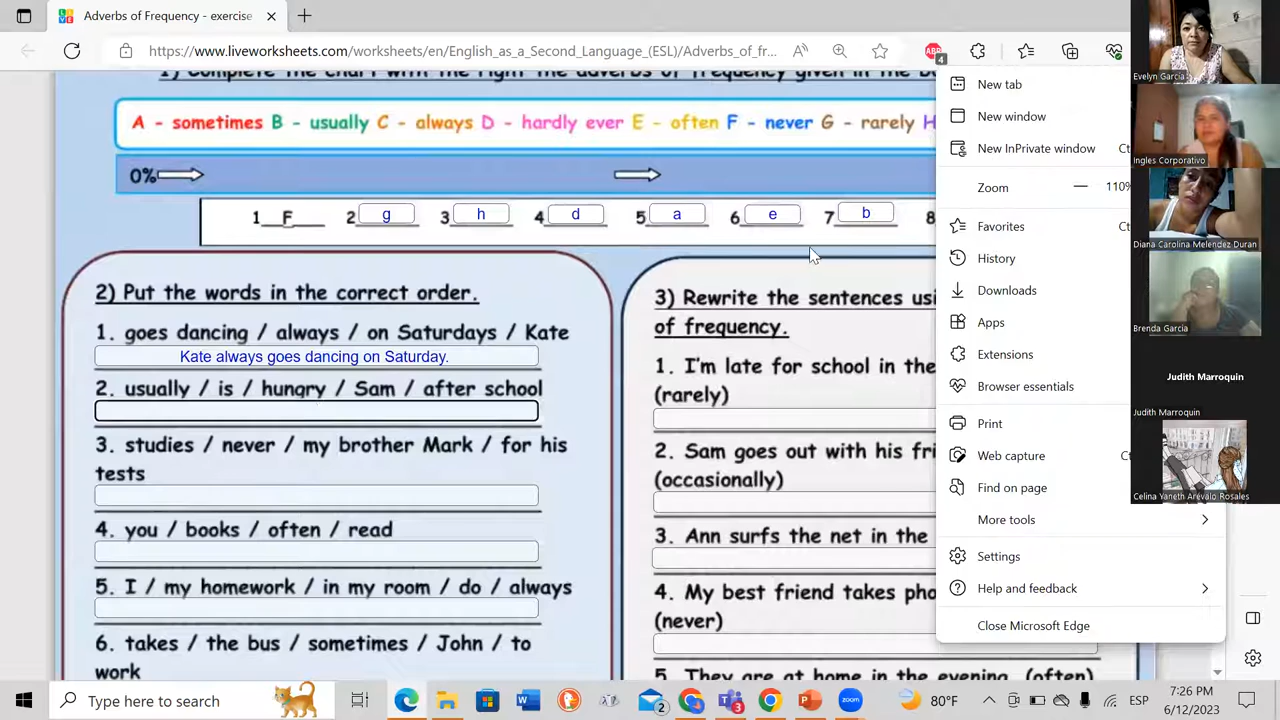 Adverbs of Frequency - exercise
https://www.liveworksheets.com/worksheets/en/English_as_a_Second_Language_(ESL)/Adverbs_of_fr...
A - sometimes B - usually C - always D - hardly ever E - often F - never G - rarely H
0%
1 F 2 g 3 h 4 d 5 a 6 e 7 b 8
2) Put the words in the correct order.
1. goes dancing / always / on Saturdays / Kate
Kate always goes dancing on Saturday.
2. usually / is / hungry / Sam / after school
3. studies / never / my brother Mark / for his
tests
4. you / books / often / read
5. I / my homework / in my room / do / always
6. takes / the bus / sometimes / John / to
work
3) Rewrite the sentences usi
of frequency.
1. I'm late for school in the
(rarely)
2. Sam goes out with his fri
(occasionally)
3. Ann surfs the net in the
4. My best friend takes pho
(never)
5. They are at home in the evening (often)
4
New tab
New window
New InPrivate window
Zoom
110%
Favorites
History
Downloads
Apps
Extensions
Browser essentials
Print
Web capture
Find on page
More tools
Settings
Help and feedback
Close Microsoft Edge
Evelyn Garcia
Ingles Corporativo
Diana Carolina Melendez Duran
Brenda Garcia
Judith Marroquin
Judith Marroquin
Celina Yaneth Arévalo Rosales
Type here to search
2
3
80°F
ESP
7:26 PM
6/12/2023